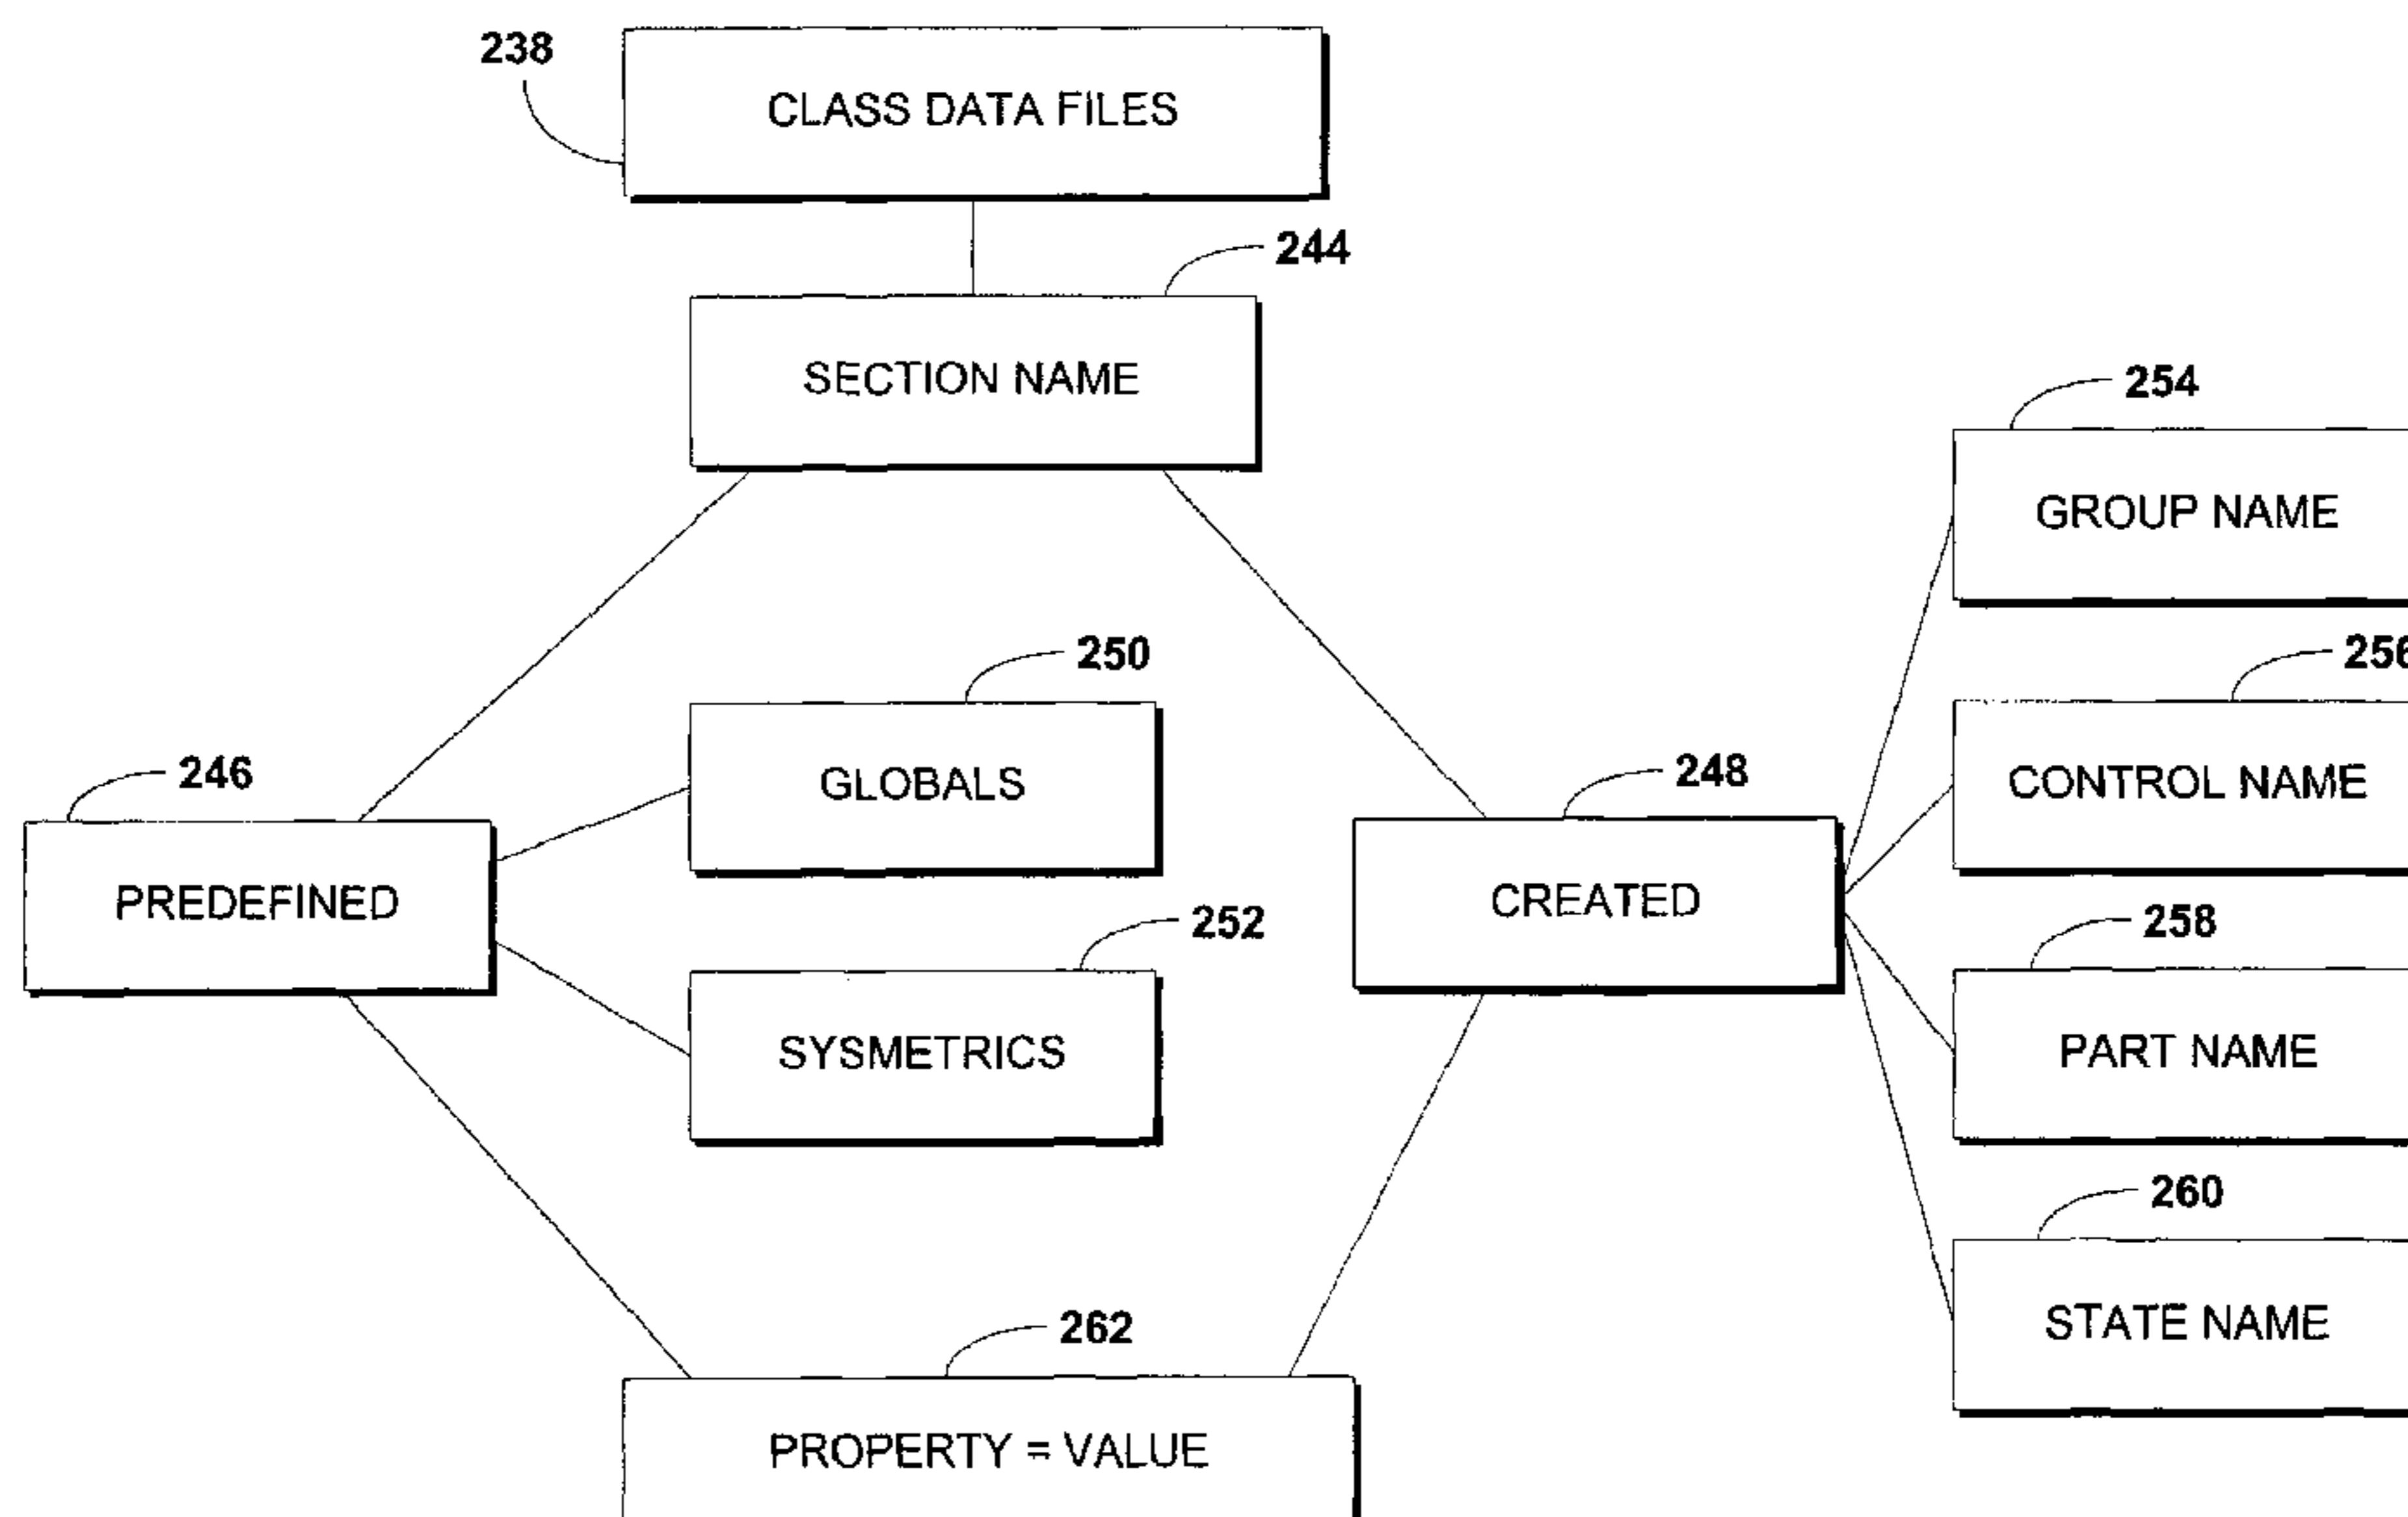 238
CLASS DATA FILES
244
SECTION NAME
254
GROUP NAME
250
256
GLOBALS
246
248
CONTROL NAME
PREDEFINED
CREATED
252
258
SYSMETRICS
PART NAME
260
262
STATE NAME
PROPERTY = VALUE